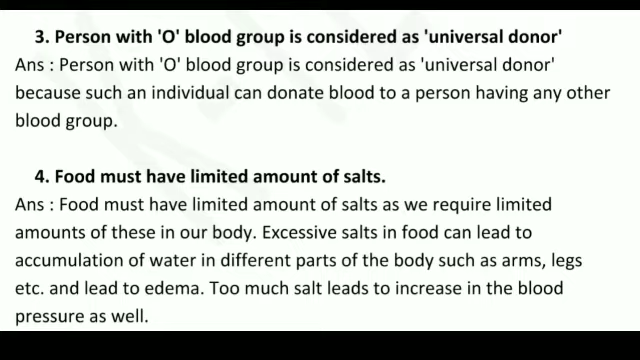 3. Person with 'O' blood group is considered as 'universal donor'
Ans : Person with 'O' blood group is considered as 'universal donor'
because such an individual can donate blood to a person having any other
blood group.
4. Food must have limited amount of salts.
Ans : Food must have limited amount of salts as we require limited
amounts of these in our body. Excessive salts in food can lead to
accumulation of water in different parts of the body such as arms, legs
etc. and lead to edema. Too much salt leads to increase in the blood
pressure as well.